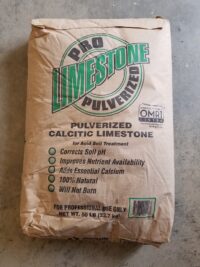 PRO
LIMESTONE
PULVERIZED
PULVERIZED
CALCITIC LIMESTONE
for Acid Soil Treatment
Corrects Soil pH
Improves Nutrient Availability
Adds Essential Calcium
100% Natural
Will Not Burn
OMRI
LISTED
FOR PROFESSIONAL USE ONLY
NET WT. 50 LB (22.7 kg)